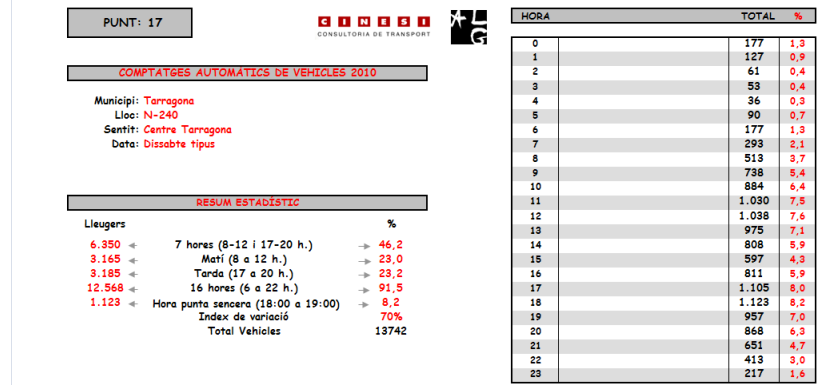 PUNT: 17
CINESI
CONSULTORIA DE TRANSPORT
ALG
COMPTATGES AUTOMÀTICS DE VEHICLES 2010
Municipi: Tarragona
Lloc: N-240
Sentit: Centre Tarragona
Data: Dissabte tipus
RESUM ESTADÍSTIC
Lleugers %
6.350 7 hores (8-12 i 17-20 h.) 46,2
3.165 Matí (8 a 12 h.) 23,0
3.185 Tarda (17 a 20 h.) 23,2
12.568 16 hores (6 a 22 h.) 91,5
1.123 Hora punta sencera (18:00 a 19:00) 8,2
Index de variació 70%
Total Vehicles 13742
HORA TOTAL %
0 177 1,3
1 127 0,9
2 61 0,4
3 53 0,4
4 36 0,3
5 90 0,7
6 177 1,3
7 293 2,1
8 513 3,7
9 738 5,4
10 884 6,4
11 1.030 7,5
12 1.038 7,6
13 975 7,1
14 808 5,9
15 597 4,3
16 811 5,9
17 1.105 8,0
18 1.123 8,2
19 957 7,0
20 868 6,3
21 651 4,7
22 413 3,0
23 217 1,6